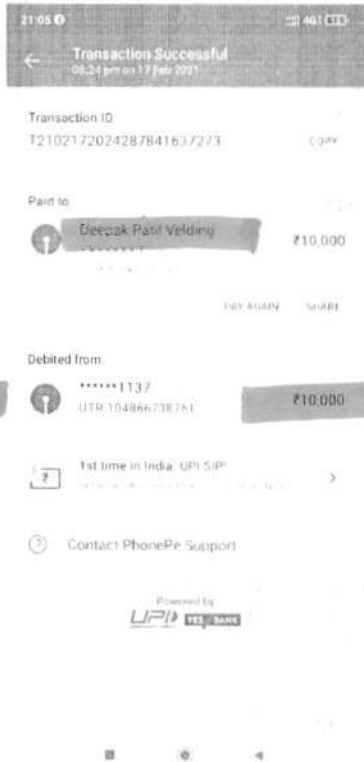 21:05
4G
Transaction Successful
08:24 pm on 17 Feb 2021
Transaction ID
T2102172024287841637273
COPY
Paid to
Deepak Patil Velding
₹10,000
PAY AGAIN SHARE
Debited from
******1137
₹10,000
UTR 104866738761
1st time in India UPI SIP
Contact PhonePe Support
Powered by
UPI YES BANK